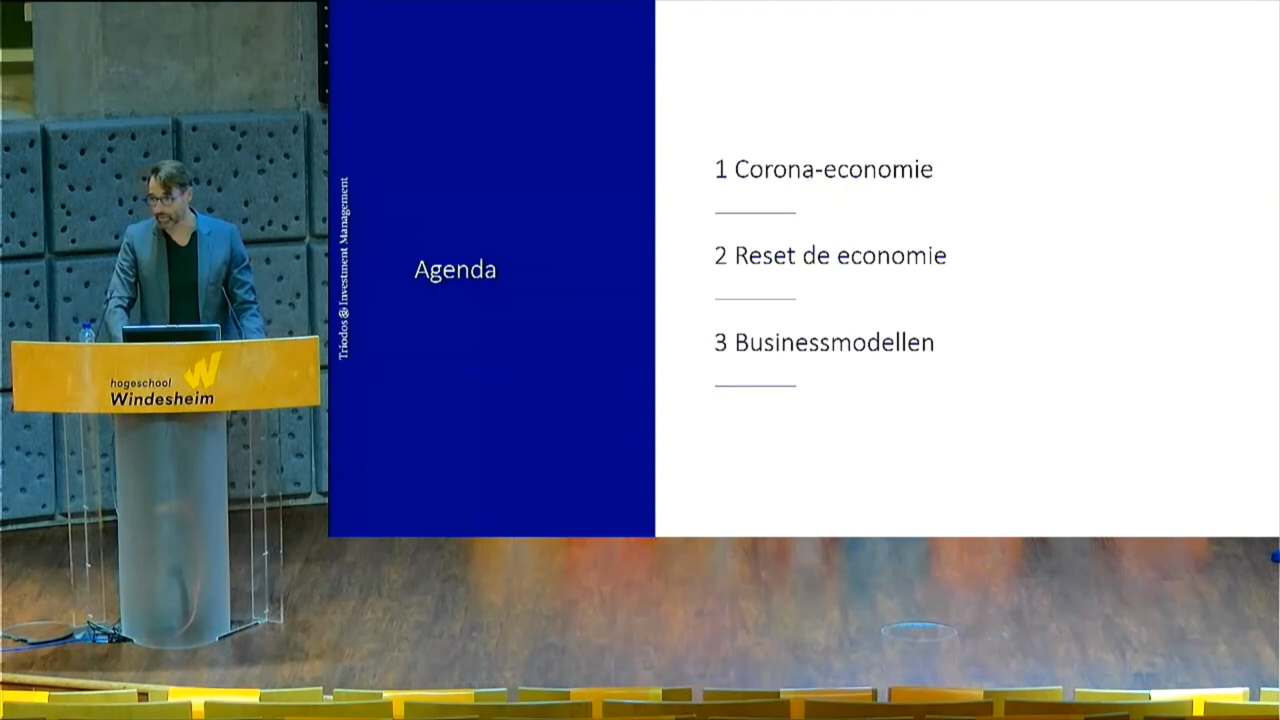 hogeschool
Windesheim
Triodos & Investment Management
Agenda
1 Corona-economie
2 Reset de economie
3 Businessmodellen